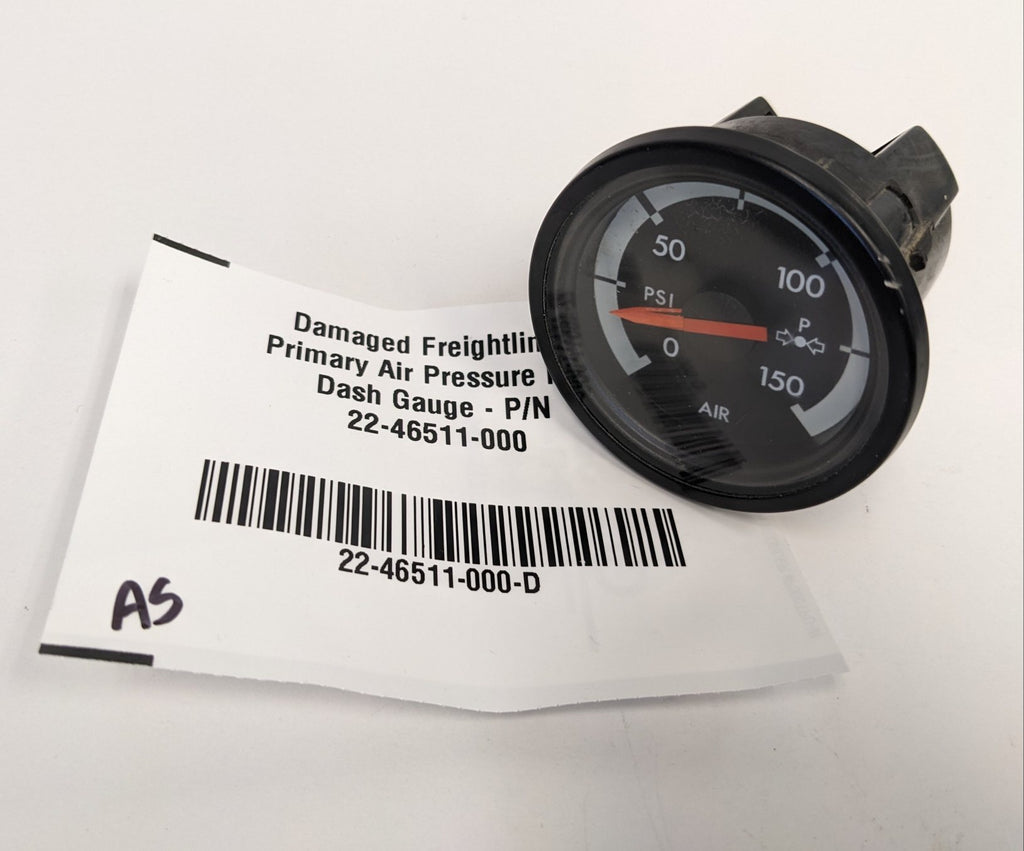 Damaged Freightlin
Primary Air Pressure
Dash Gauge - P/N
22-46511-000
22-46511-000-D
AS
50
100
PSI
P
0
150
AIR